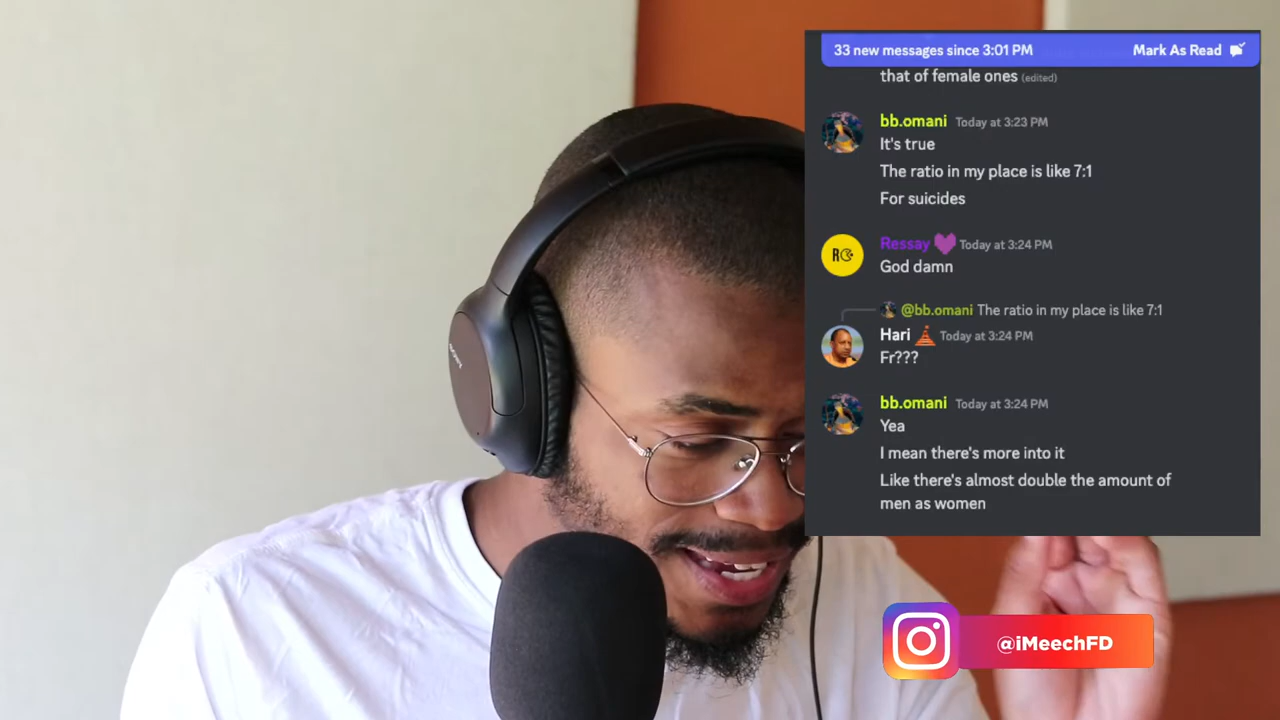 33 new messages since 3:01 PM Mark As Read
that of female ones (edited)
bb.omani Today at 3:23 PM
It's true
The ratio in my place is like 7:1
For suicides
Ressay 💜 Today at 3:24 PM
RC
God damn
@bb.omani The ratio in my place is like 7:1
Hari Today at 3:24 PM
Fr???
bb.omani Today at 3:24 PM
Yea
I mean there's more into it
Like there's almost double the amount of
men as women
SONY
@iMeechFD